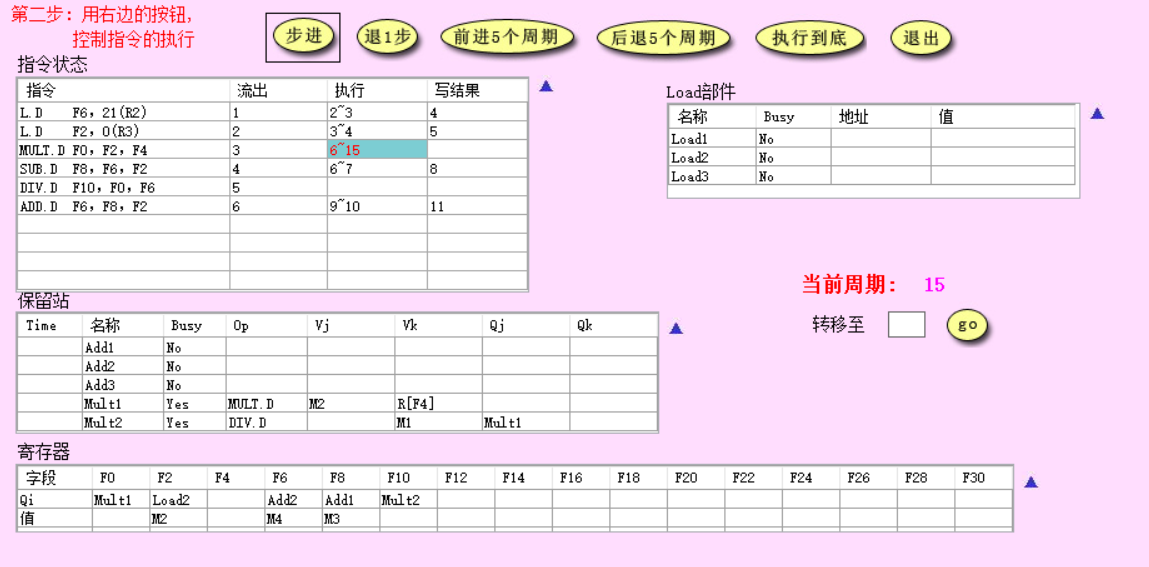 第二步：用右边的按钮，
控制指令的执行
步进 退1步 前进5个周期 后退5个周期 执行到底 退出
指令状态
指令 流出 执行 写结果
L.D F6, 21(R2) 1 2~3 4
L.D F2, 0(R3) 2 3~4 5
MULT.D F0, F2, F4 3 6~15
SUB.D F8, F6, F2 4 6~7 8
DIV.D F10, F0, F6 5
ADD.D F6, F8, F2 6 9~10 11
Load部件
名称 Busy 地址 值
Load1 No
Load2 No
Load3 No
当前周期： 15
转移至 go
保留站
Time 名称 Busy Op Vj Vk Qj Qk
Add1 No
Add2 No
Add3 No
Mult1 Yes MULT.D M2 R[F4]
Mult2 Yes DIV.D M1 Mult1
寄存器
字段 F0 F2 F4 F6 F8 F10 F12 F14 F16 F18 F20 F22 F24 F26 F28 F30
Qi Mult1 Load2 Add2 Add1 Mult2
值 M2 M4 M3